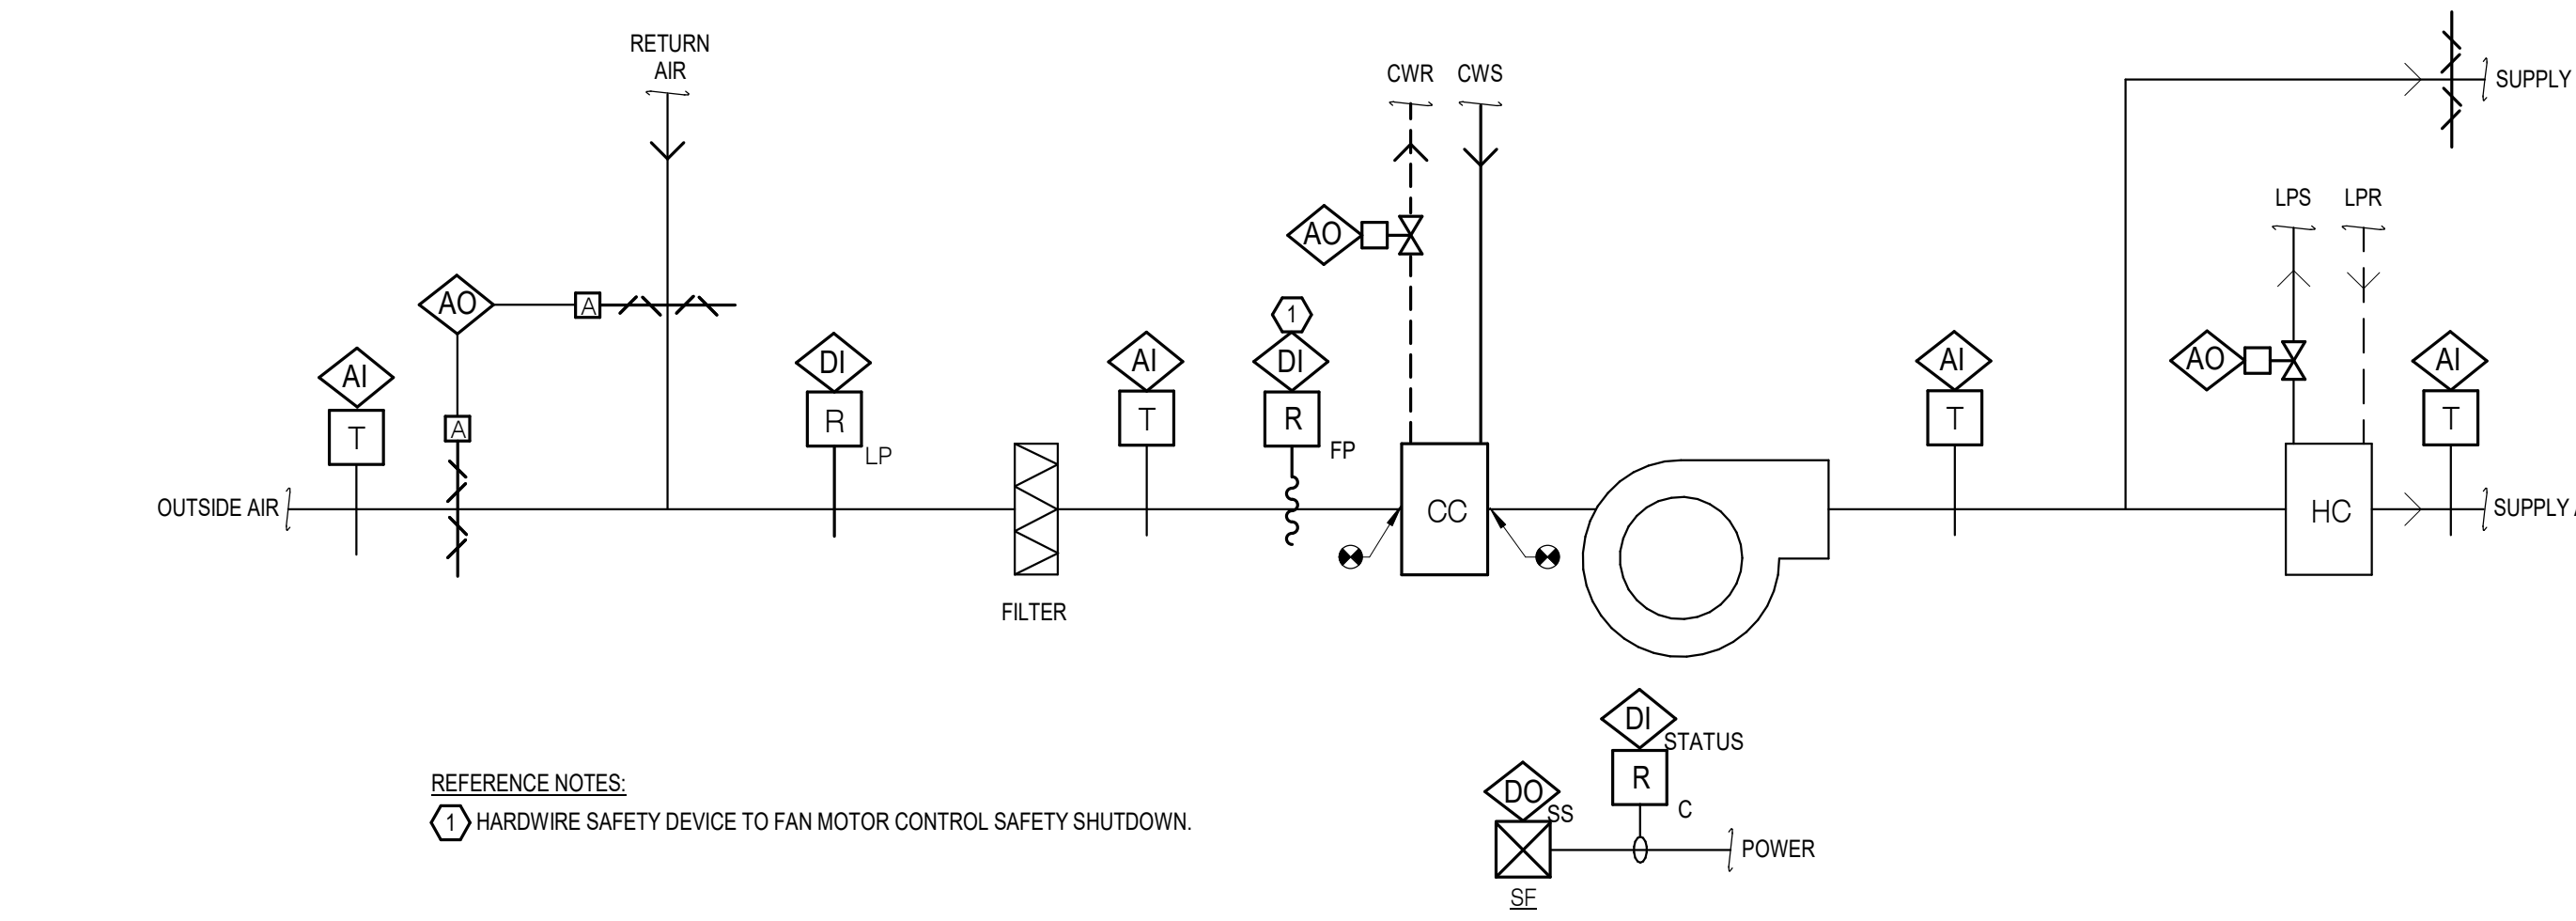 RETURN
AIR
CWR CWS
SUPPLY
LPS LPR
AO
AO
1
AI
DI
AI
DI
AI
AO
AI
A
T
A
R
LP
T
R
FP
T
T
OUTSIDE AIR
CC
HC
SUPPLY
FILTER
DI
STATUS
R
C
DO
SS
POWER
SF
REFERENCE NOTES:
1 HARDWIRE SAFETY DEVICE TO FAN MOTOR CONTROL SAFETY SHUTDOWN.